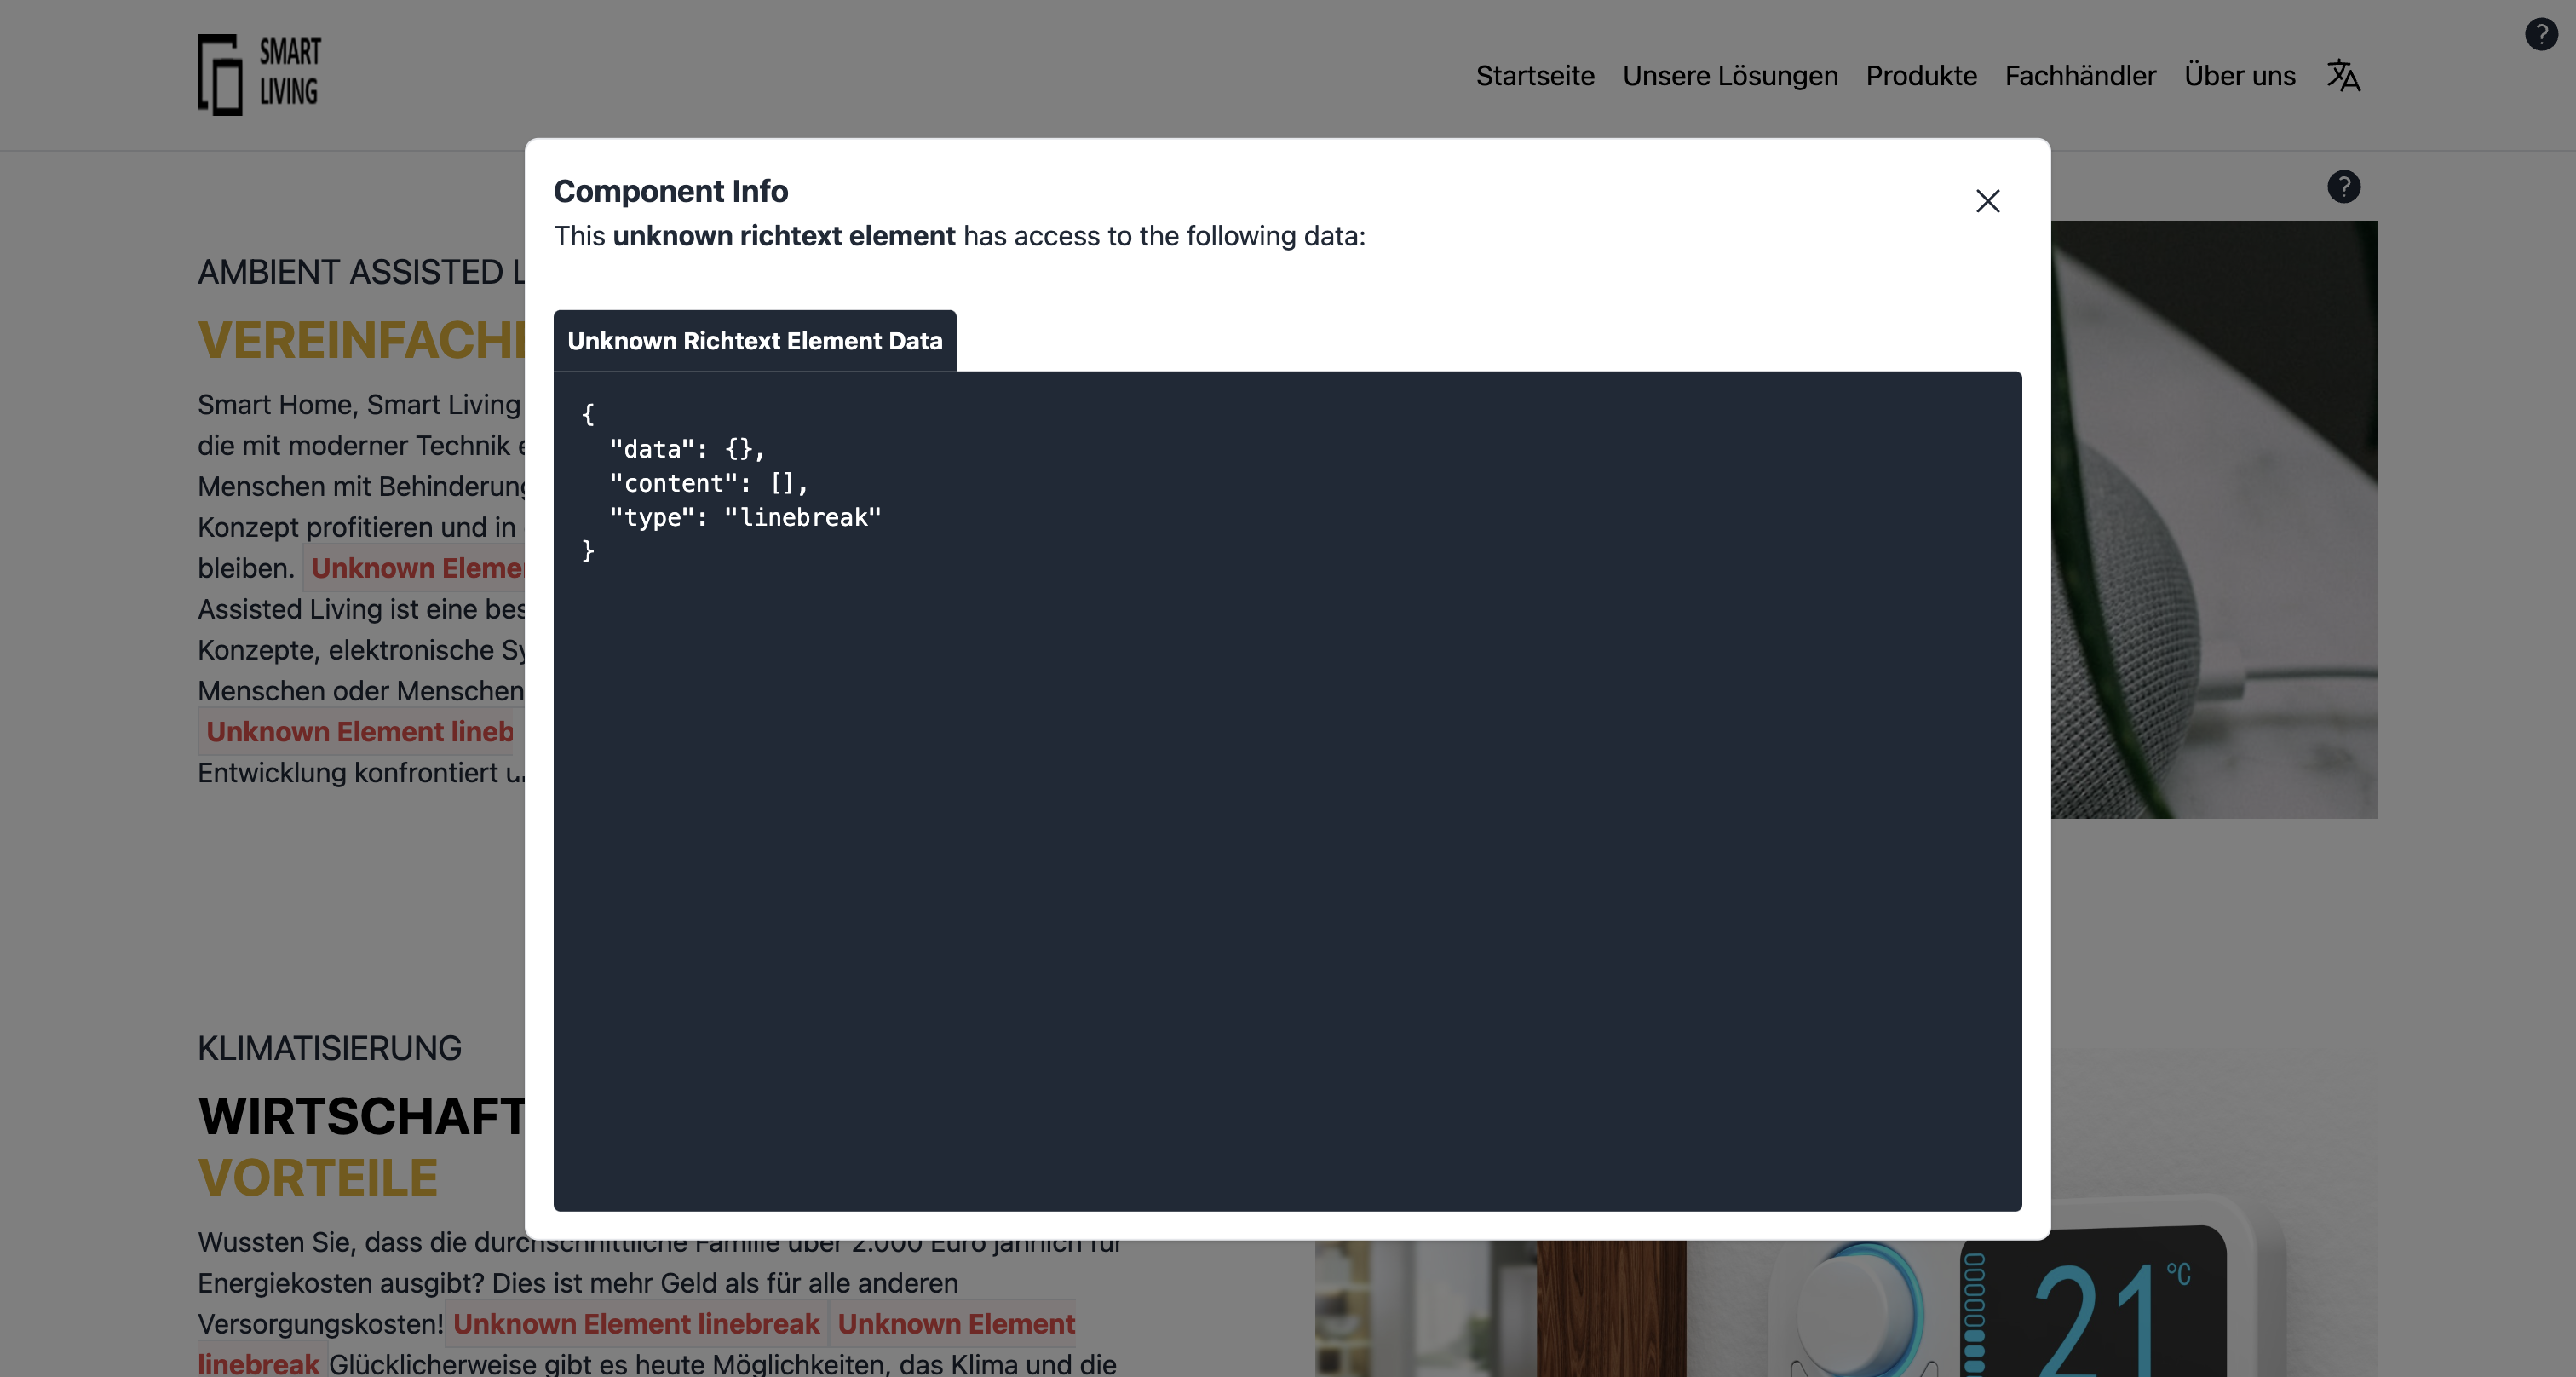 SMART
LIVING
Startseite Unsere Lösungen Produkte Fachhändler Über uns
?
Component Info
This unknown richtext element has access to the following data:
?
Unknown Richtext Element Data
{
"data": {},
"content": [],
"type": "linebreak"
}
AMBIENT ASSISTED
VEREINFACH
Smart Home, Smart Living
die mit moderner Technik
Menschen mit Behinderung
Konzept profitieren und in
bleiben. Unknown Eleme
Assisted Living ist eine bes
Konzepte, elektronische Sy
Menschen oder Menschen
Unknown Element lineb
Entwicklung konfrontiert
KLIMATISIERUNG
WIRTSCHAFT
VORTEILE
Wussten Sie, dass die durchschnittliche Familie über 2.000 Euro jährlich für
Energiekosten ausgibt? Dies ist mehr Geld als für alle anderen
Versorgungskosten! Unknown Element linebreak Unknown Element
linebreak Glücklicherweise gibt es heute Möglichkeiten, das Klima und die
21 °C